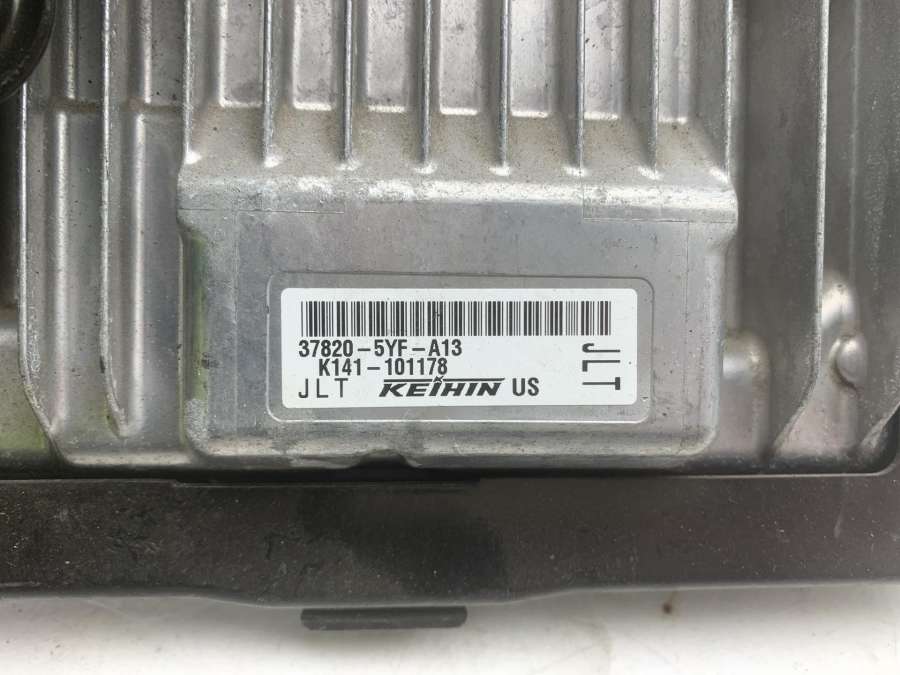 37820-5YF-A13
K141-101178
JLT KEIHIN US
JLT